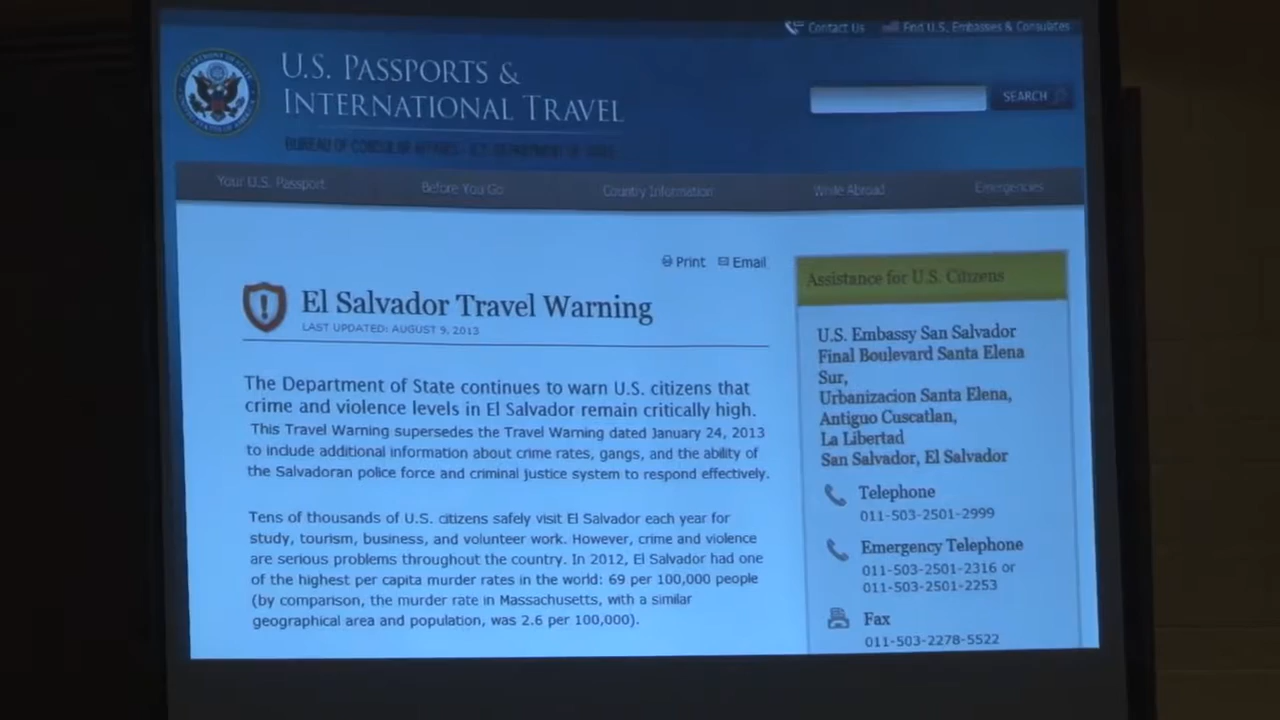 Contact Us Find U.S. Embassies & Consulates
U.S. PASSPORTS &
INTERNATIONAL TRAVEL
SEARCH
BUREAU OF CONSULAR AFFAIRS U.S. DEPARTMENT OF STATE
Your U.S. Passport Before You Go Country Information While Abroad Emergencies
Print Email
El Salvador Travel Warning
LAST UPDATED: AUGUST 9, 2013
The Department of State continues to warn U.S. citizens that
crime and violence levels in El Salvador remain critically high.
This Travel Warning supersedes the Travel Warning dated January 24, 2013
to include additional information about crime rates, gangs, and the ability of
the Salvadoran police force and criminal justice system to respond effectively.
Tens of thousands of U.S. citizens safely visit El Salvador each year for
study, tourism, business, and volunteer work. However, crime and violence
are serious problems throughout the country. In 2012, El Salvador had one
of the highest per capita murder rates in the world: 69 per 100,000 people
(by comparison, the murder rate in Massachusetts, with a similar
geographical area and population, was 2.6 per 100,000).
Assistance for U.S. Citizens
U.S. Embassy San Salvador
Final Boulevard Santa Elena
Sur,
Urbanizacion Santa Elena,
Antiguo Cuscatlan,
La Libertad
San Salvador, El Salvador
Telephone
011-503-2501-2999
Emergency Telephone
011-503-2501-2316 or
011-503-2501-2253
Fax
011-503-2278-5522